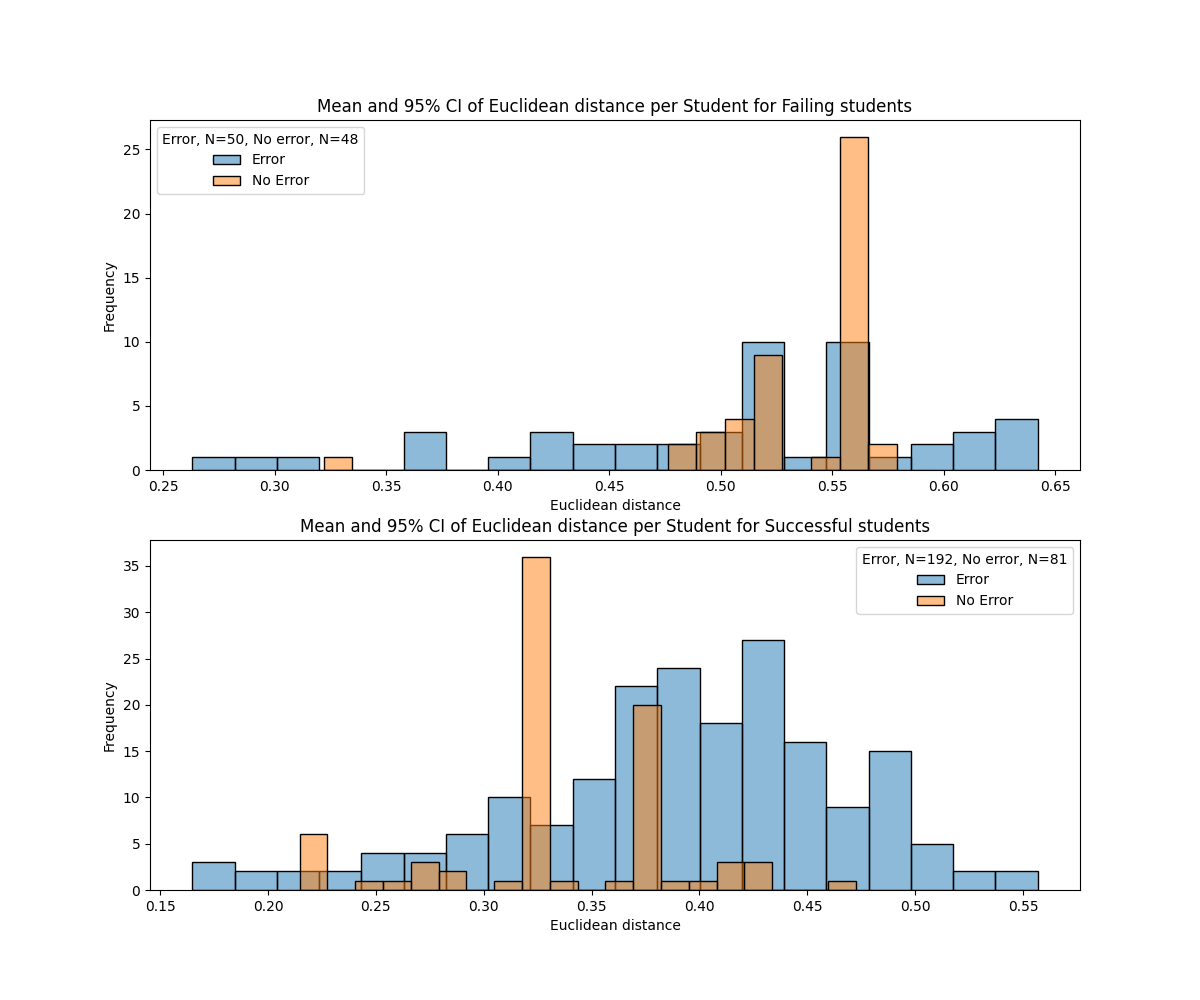 Mean and 95% CI of Euclidean distance per Student for Failing students
Error, N=50, No error, N=48
Error
No Error
Frequency
25
20
15
10
5
0
0.25 0.30 0.35 0.40 0.45 0.50 0.55 0.60 0.65
Euclidean distance
Mean and 95% CI of Euclidean distance per Student for Successful students
Error, N=192, No error, N=81
Error
No Error
Frequency
35
30
25
20
15
10
5
0
0.15 0.20 0.25 0.30 0.35 0.40 0.45 0.50 0.55
Euclidean distance